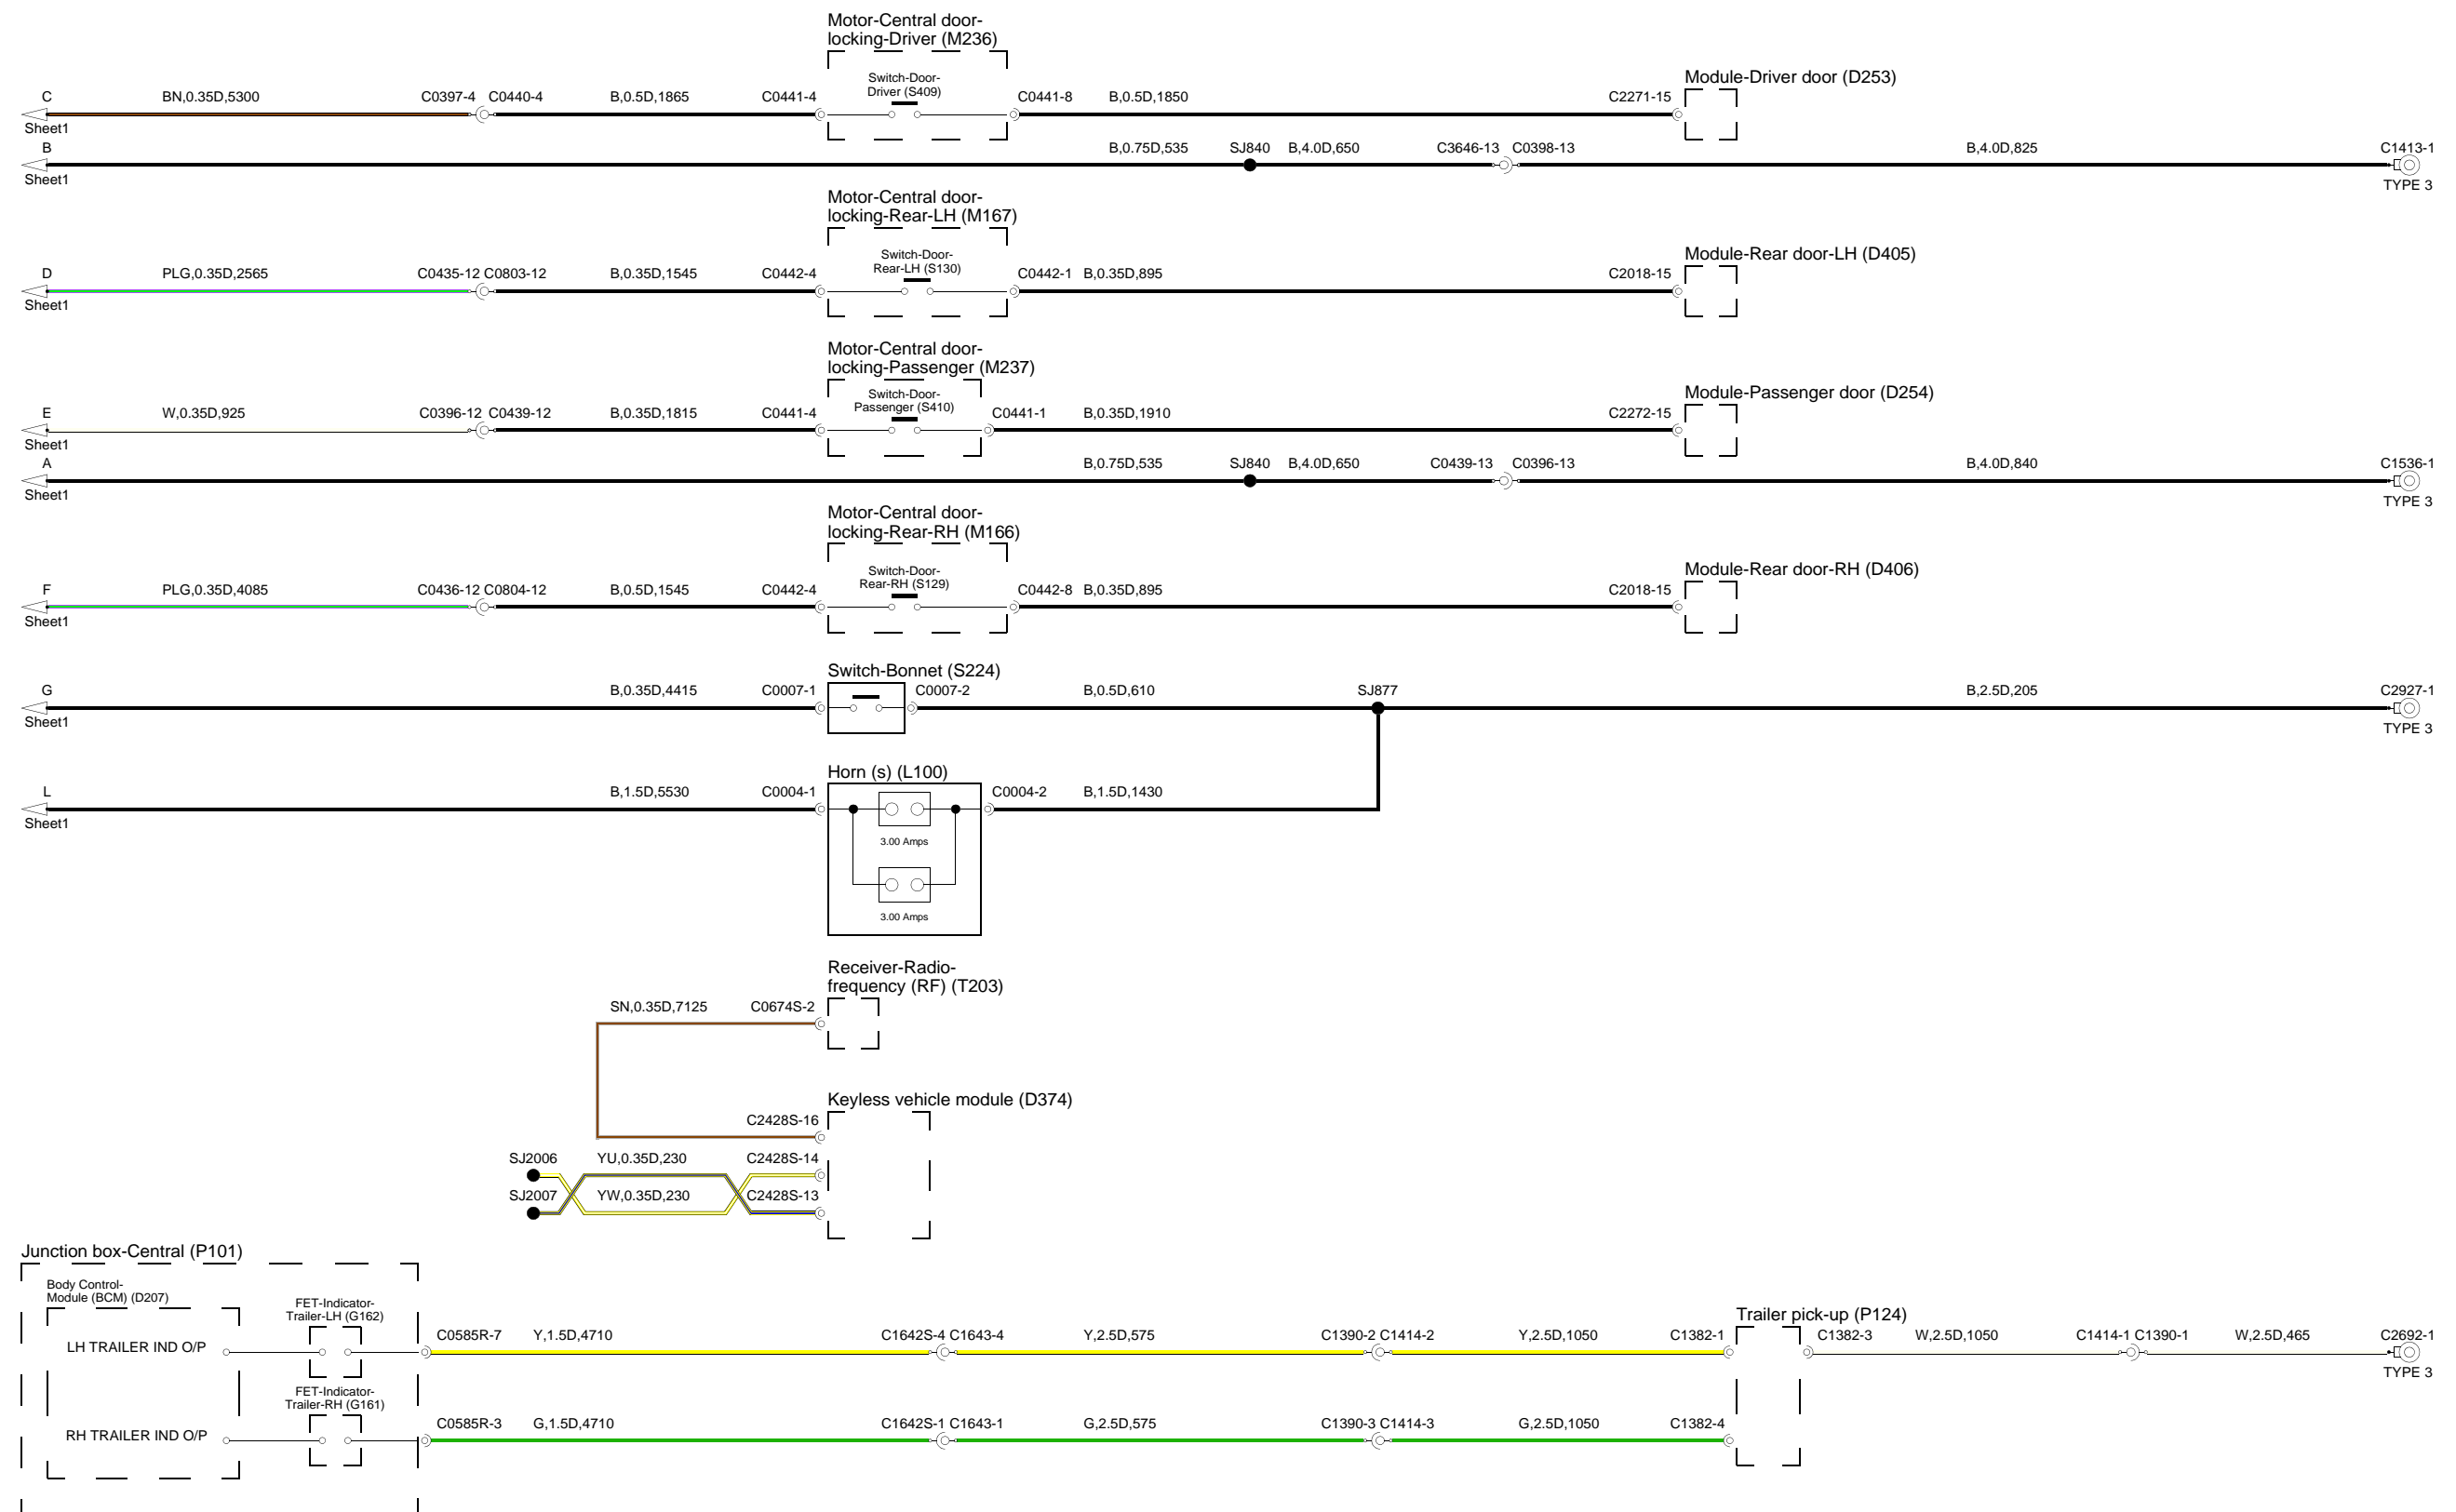 Motor-Central door-
locking-Driver (M236)
Switch-Door-
Driver (S409)
Module-Driver door (D253)
C BN,0.35D,5300 C0397-4 C0440-4 B,0.5D,1865 C0441-4 C0441-8 B,0.5D,1850 C2271-15
Sheet1
B B,0.75D,535 SJ840 B,4.0D,650 C3646-13 C0398-13 B,4.0D,825 C1413-1
Sheet1 TYPE 3
Motor-Central door-
locking-Rear-LH (M167)
Switch-Door-
Rear-LH (S130)
Module-Rear door-LH (D405)
D PLG,0.35D,2565 C0435-12 C0803-12 B,0.35D,1545 C0442-4 C0442-1 B,0.35D,895 C2018-15
Sheet1
Motor-Central door-
locking-Passenger (M237)
Switch-Door-
Passenger (S410)
Module-Passenger door (D254)
E W,0.35D,925 C0396-12 C0439-12 B,0.35D,1815 C0441-4 C0441-1 B,0.35D,1910 C2272-15
Sheet1
A B,0.75D,535 SJ840 B,4.0D,650 C0439-13 C0396-13 B,4.0D,840 C1536-1
Sheet1 TYPE 3
Motor-Central door-
locking-Rear-RH (M166)
Switch-Door-
Rear-RH (S129)
Module-Rear door-RH (D406)
F PLG,0.35D,4085 C0436-12 C0804-12 B,0.5D,1545 C0442-4 C0442-8 B,0.35D,895 C2018-15
Sheet1
Switch-Bonnet (S224)
G B,0.35D,4415 C0007-1 C0007-2 B,0.5D,610 SJ877 B,2.5D,205 C2927-1
Sheet1 TYPE 3
Horn (s) (L100)
L B,1.5D,5530 C0004-1 C0004-2 B,1.5D,1430
Sheet1
3.00 Amps
3.00 Amps
Receiver-Radio-
frequency (RF) (T203)
SN,0.35D,7125 C0674S-2
Keyless vehicle module (D374)
C2428S-16
SJ2006 YU,0.35D,230 C2428S-14
SJ2007 YW,0.35D,230 C2428S-13
Junction box-Central (P101)
Body Control-
Module (BCM) (D207)
FET-Indicator-
Trailer-LH (G162)
Trailer pick-up (P124)
LH TRAILER IND O/P C0585R-7 Y,1.5D,4710 C1642S-4 C1643-4 Y,2.5D,575 C1390-2 C1414-2 Y,2.5D,1050 C1382-1 C1382-3 W,2.5D,1050 C1414-1 C1390-1 W,2.5D,465 C2692-1
TYPE 3
FET-Indicator-
Trailer-RH (G161)
RH TRAILER IND O/P C0585R-3 G,1.5D,4710 C1642S-1 C1643-1 G,2.5D,575 C1390-3 C1414-3 G,2.5D,1050 C1382-4